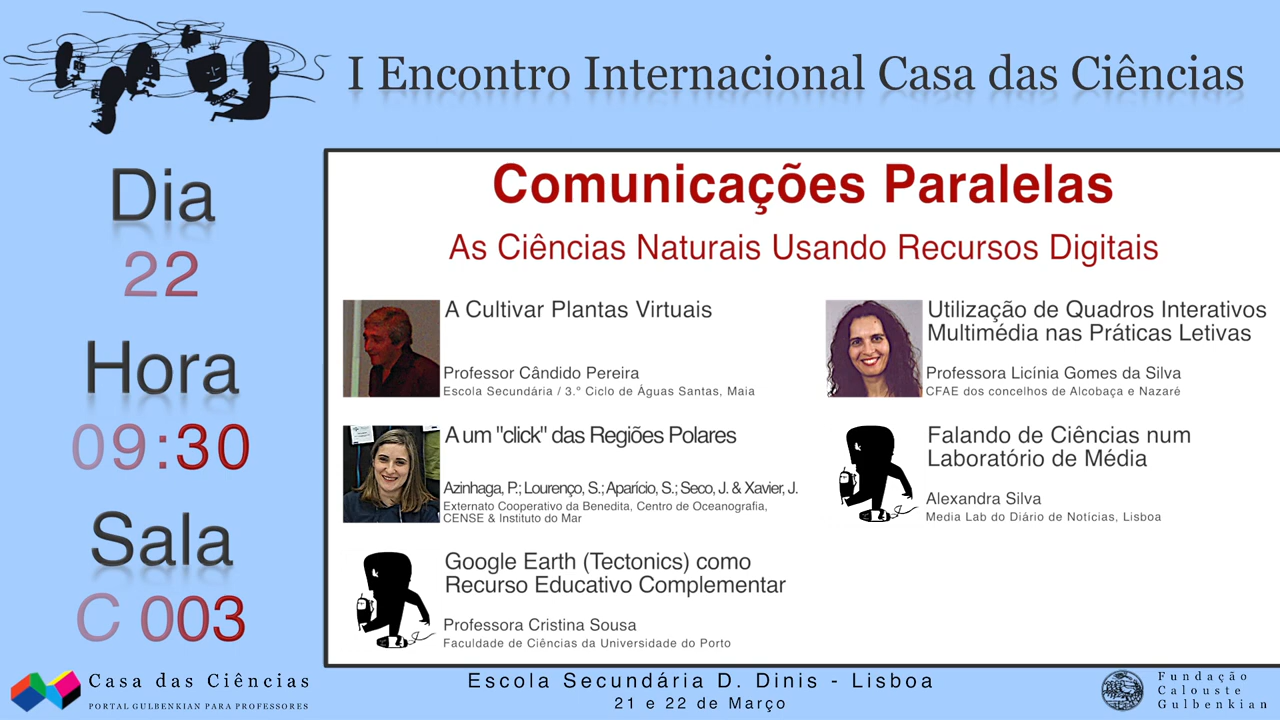 I Encontro Internacional Casa das Ciências
Dia
22
Hora
09:30
Sala
C 003
Comunicações Paralelas
As Ciências Naturais Usando Recursos Digitais
A Cultivar Plantas Virtuais
Professor Cândido Pereira
Escola Secundária / 3.º Ciclo de Águas Santas, Maia
A um "click" das Regiões Polares
Azinhaga, P.; Lourenço, S.; Aparício, S.; Seco, J. & Xavier, J.
Externato Cooperativo da Benedita, Centro de Oceanografia,
CENSE & Instituto do Mar
Google Earth (Tectonics) como
Recurso Educativo Complementar
Professora Cristina Sousa
Faculdade de Ciências da Universidade do Porto
Utilização de Quadros Interativos
Multimédia nas Práticas Letivas
Professora Licínia Gomes da Silva
CFAE dos concelhos de Alcobaça e Nazaré
Falando de Ciências num
Laboratório de Média
Alexandra Silva
Media Lab do Diário de Notícias, Lisboa
Casa das Ciências
PORTAL GULBENKIAN PARA PROFESSORES
Escola Secundária D. Dinis - Lisboa
21 e 22 de Março
Fundação
Calouste
Gulbenkian